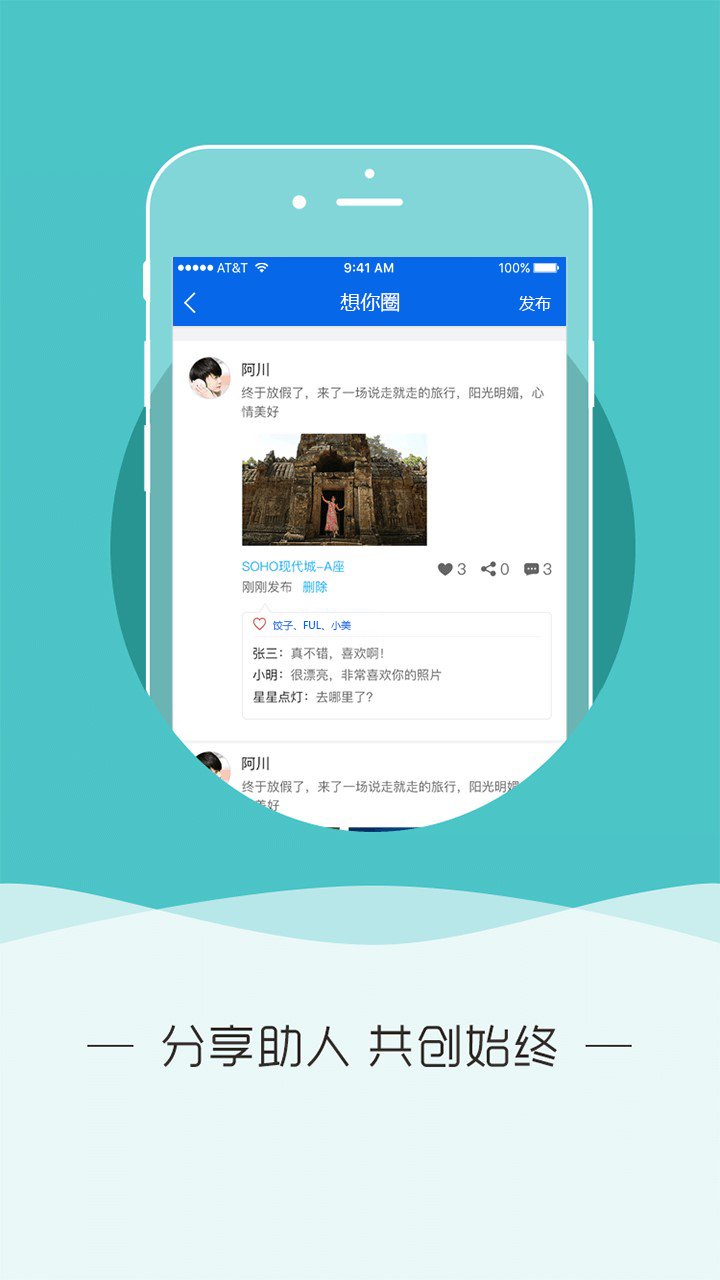 AT&T 9:41 AM 100%
想你圈 发布
阿川
终于放假了，来了一场说走就走的旅行，阳光明媚，心
情美好
SOHO现代城-A座 3 0 3
刚刚发布 删除
饺子、FUL、小美
张三：真不错，喜欢啊！
小明：很漂亮，非常喜欢你的照片
星星点灯：去哪里了？
阿川
终于放假了，来了一场说走就走的旅行，阳光明媚
美好
分享助人 共创始终